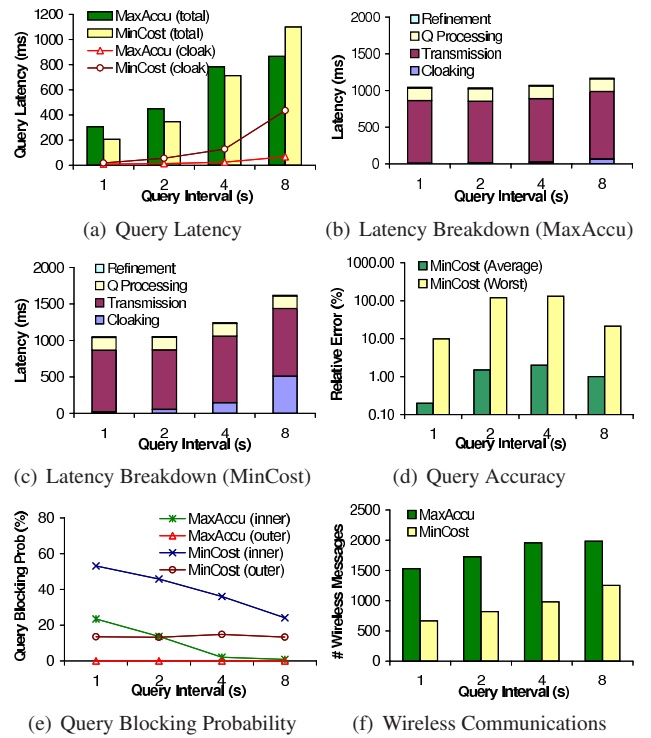 1200
1000
800
600
400
200
0
Query Latency (ms)
MaxAccu (total)
MinCost (total)
MaxAccu (cloak)
MinCost (cloak)
1 2 4 8
Query Interval (s)
(a) Query Latency
2000
1500
1000
500
0
Latency (ms)
Refinement
Q Processing
Transmission
Cloaking
1 2 4 8
Query Interval (s)
(b) Latency Breakdown (MaxAccu)
2000
1500
1000
500
0
Latency (ms)
Refinement
Q Processing
Transmission
Cloaking
1 2 4 8
Query Interval (s)
(c) Latency Breakdown (MinCost)
1000.00
100.00
10.00
1.00
0.10
Relative Error (%)
MinCost (Average)
MinCost (Worst)
1 2 4 8
Query Interval (s)
(d) Query Accuracy
80
60
40
20
0
Query Blocking Prob (%)
MaxAccu (inner)
MaxAccu (outer)
MinCost (inner)
MinCost (outer)
1 2 4 8
Query Interval (s)
(e) Query Blocking Probability
2500
2000
1500
1000
500
0
# Wireless Messages
MaxAccu
MinCost
1 2 4 8
Query Interval (s)
(f) Wireless Communications